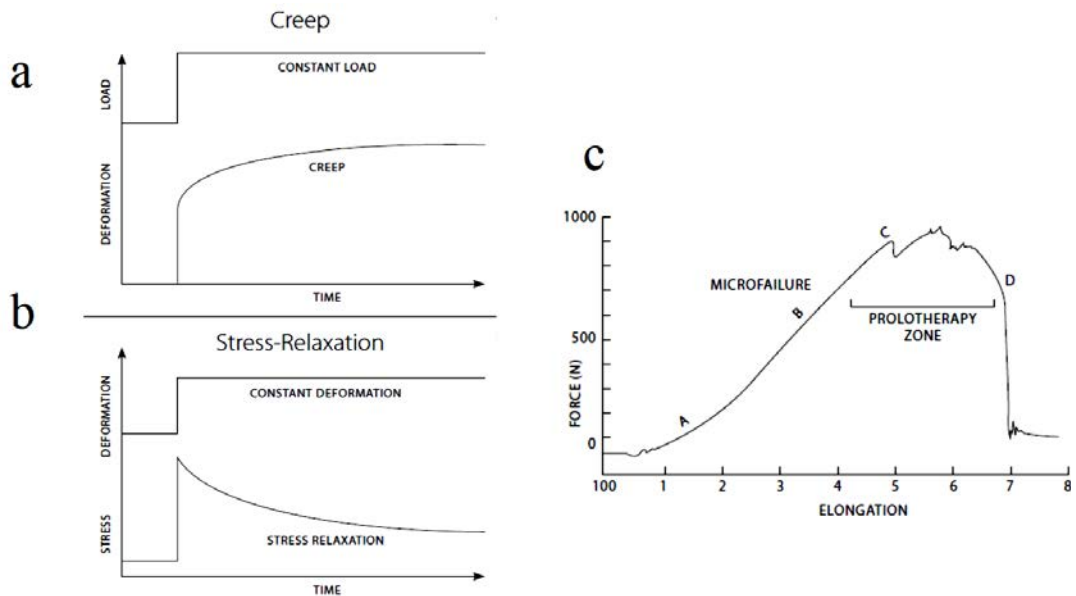 a
Creep
LOAD
DEFORMATION
CONSTANT LOAD
CREEP
TIME
b
Stress-Relaxation
DEFORMATION
STRESS
CONSTANT DEFORMATION
STRESS RELAXATION
TIME
c
FORCE (N)
1000
500
0
A
B
C
D
MICROFAILURE
PROLOTHERAPY
ZONE
100 1 2 3 4 5 6 7 8
ELONGATION